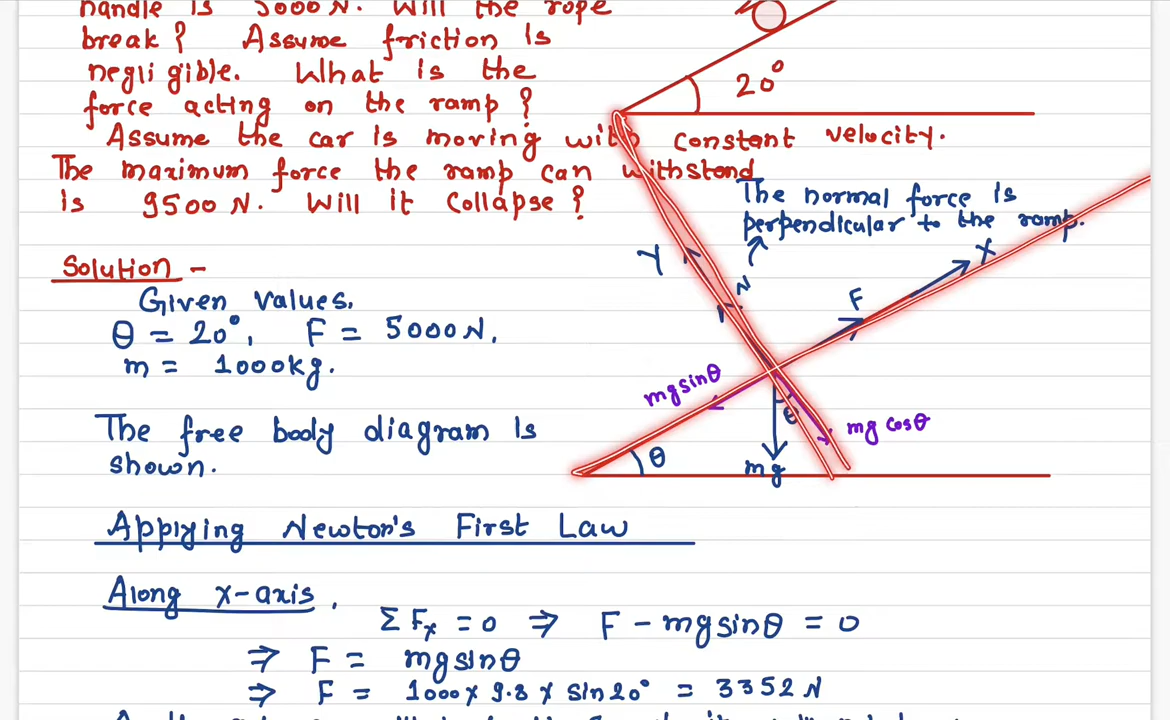 handle is 5000 N. Will the rope
break? Assume friction is
negligible. What is the
force acting on the ramp?
Assume the car is moving with constant velocity.
The maximum force the ramp can withstand
is 9500 N. Will it collapse?
20°
The normal force is
perpendicular to the ramp.
Y
N
X
F
mg sinθ
θ
mg cosθ
θ
mg
Solution -
Given values.
θ = 20°, F = 5000 N,
m = 1000kg.
The free body diagram is
shown.
Applying Newton's First Law
Along x-axis.
Σ Fx = 0 ⇒ F - mg sinθ = 0
⇒ F = mg sinθ
⇒ F = 1000 x 9.8 x sin 20° = 3352 N